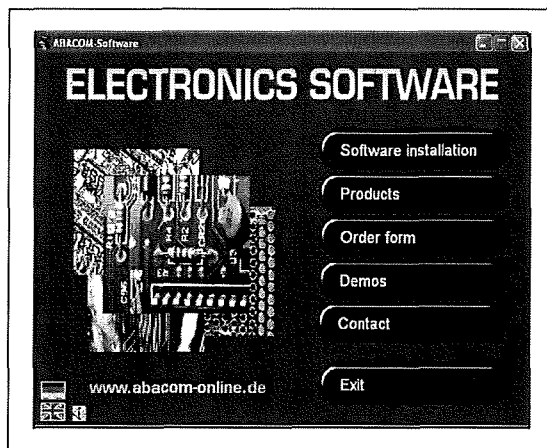 ABACOM-Software
ELECTRONICS SOFTWARE
Software installation
Products
Order form
Demos
Contact
Exit
www.abacom-online.de